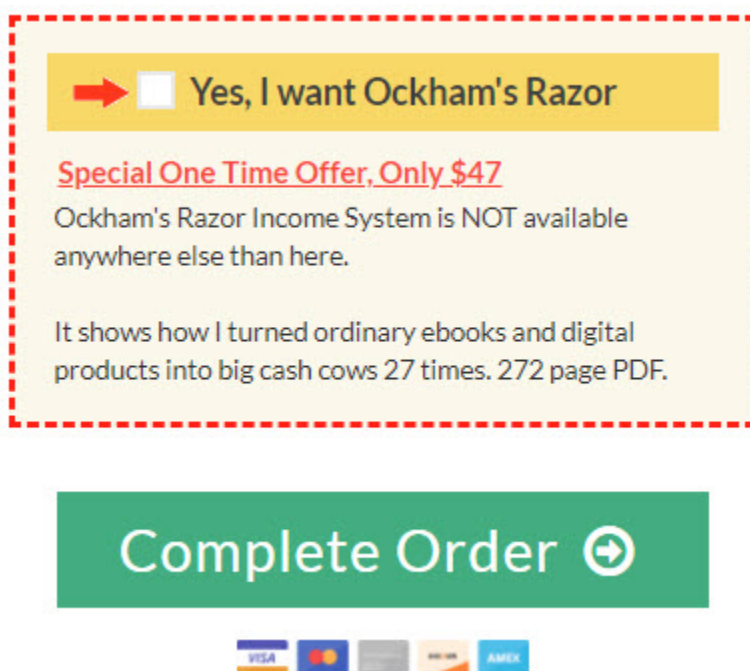 Yes, I want Ockham's Razor
Special One Time Offer, Only $47
Ockham's Razor Income System is NOT available
anywhere else than here.
It shows how I turned ordinary ebooks and digital
products into big cash cows 27 times. 272 page PDF.
Complete Order
VISA
AMEX